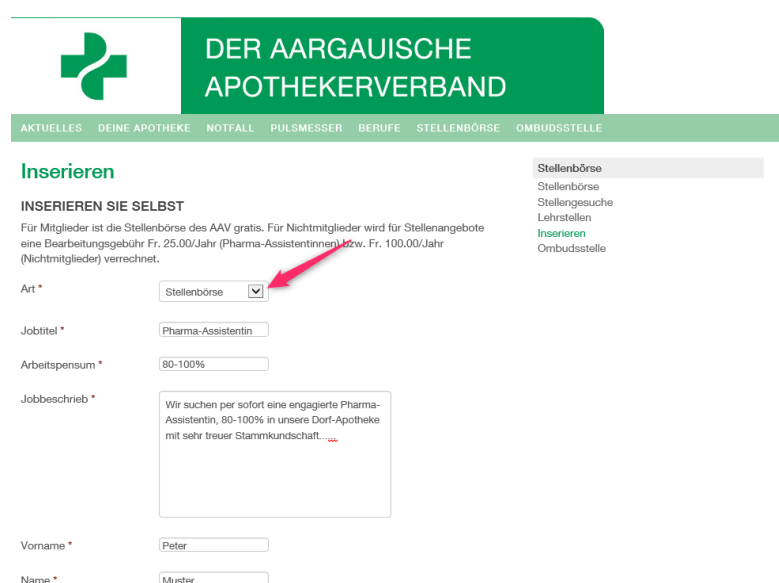 DER AARGAUISCHE
APOTHEKERVERBAND
AKTUELLES DEINE APOTHEKE NOTFALL PULSMESSER BERUFE STELLENBÖRSE OMBUDSSTELLE
Inserieren
INSERIEREN SIE SELBST
Für Mitglieder ist die Stellenbörse des AAV gratis. Für Nichtmitglieder wird für Stellenangebote
eine Bearbeitungsgebühr Fr. 25.00/Jahr (Pharma-Assistentinnen) bzw. Fr. 100.00/Jahr
(Nichtmitglieder) verrechnet.
Art * Stellenbörse
Jobtitel * Pharma-Assistentin
Arbeitspensum * 80-100%
Jobbeschrieb * Wir suchen per sofort eine engagierte Pharma-
Assistentin, 80-100% in unsere Dorf-Apotheke
mit sehr treuer Stammkundschaft......
Vorname * Peter
Name * Muster
Stellenbörse
Stellenbörse
Stellengesuche
Lehrstellen
Inserieren
Ombudsstelle